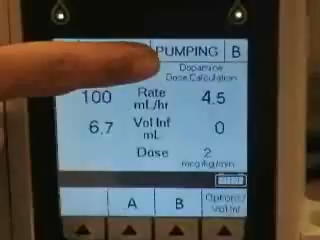 PUMPING B
Dopamine
Dose Calculation
100 Rate mL/hr 4.5
6.7 Vol Inf mL 0
Dose 2
mcg/kg/min
A B Options/
Vol Inf